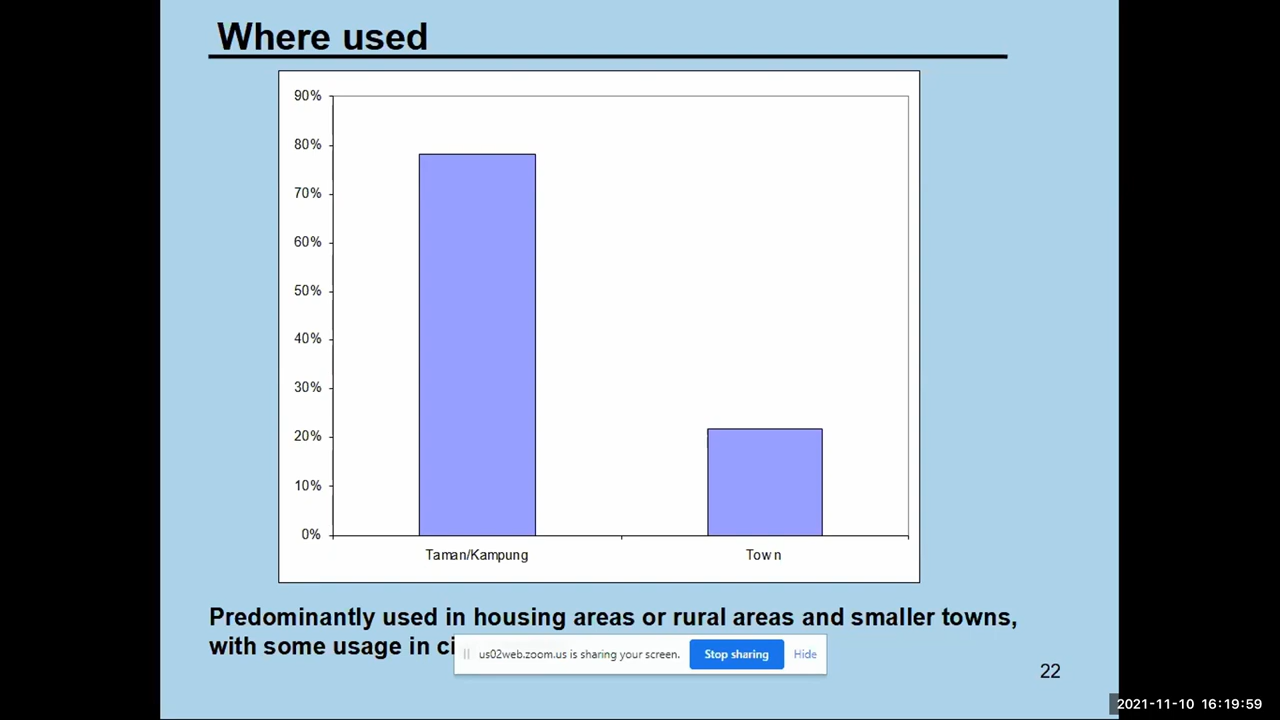 Where used
90%
80%
70%
60%
50%
40%
30%
20%
10%
0%
Taman/Kampung
Town
Predominantly used in housing areas or rural areas and smaller towns,
with some usage in
us02web.zoom.us is sharing your screen.
Stop sharing
Hide
22
2021-11-10 16:19:59